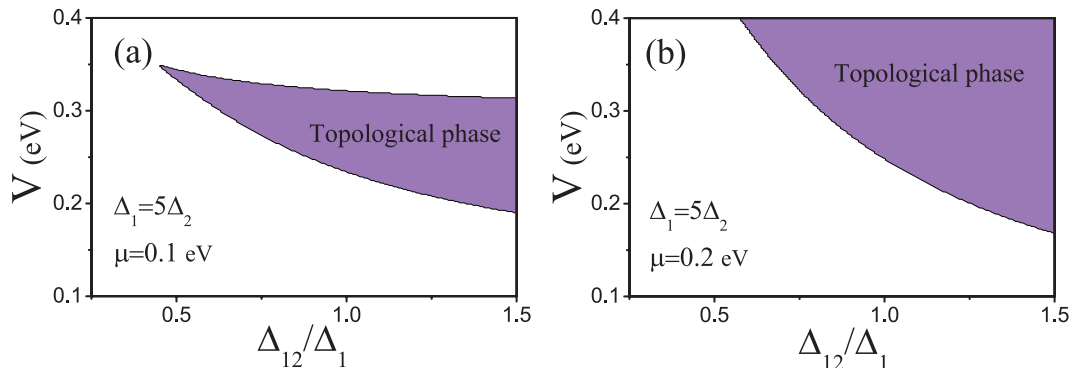 (a)
0.4
0.3
0.2
0.1
V (eV)
Topological phase
Δ₁=5Δ₂
μ=0.1 eV
0.5 1.0 1.5
Δ₁₂/Δ₁
(b)
0.4
0.3
0.2
0.1
V (eV)
Topological phase
Δ₁=5Δ₂
μ=0.2 eV
0.5 1.0 1.5
Δ₁₂/Δ₁